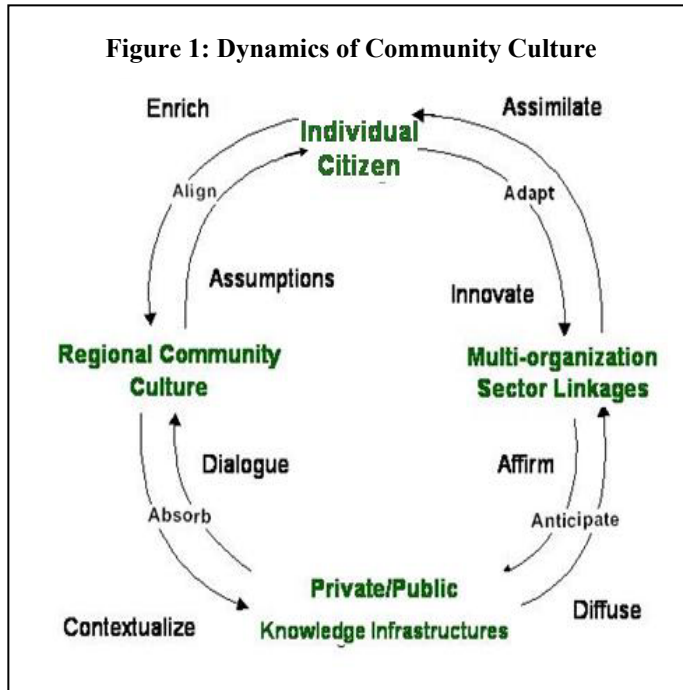 Figure 1: Dynamics of Community Culture
Enrich
Assimilate
Individual
Citizen
Align
Adapt
Assumptions
Innovate
Regional Community
Culture
Multi-organization
Sector Linkages
Dialogue
Affirm
Absorb
Anticipate
Private/Public
Knowledge Infrastructures
Contextualize
Diffuse